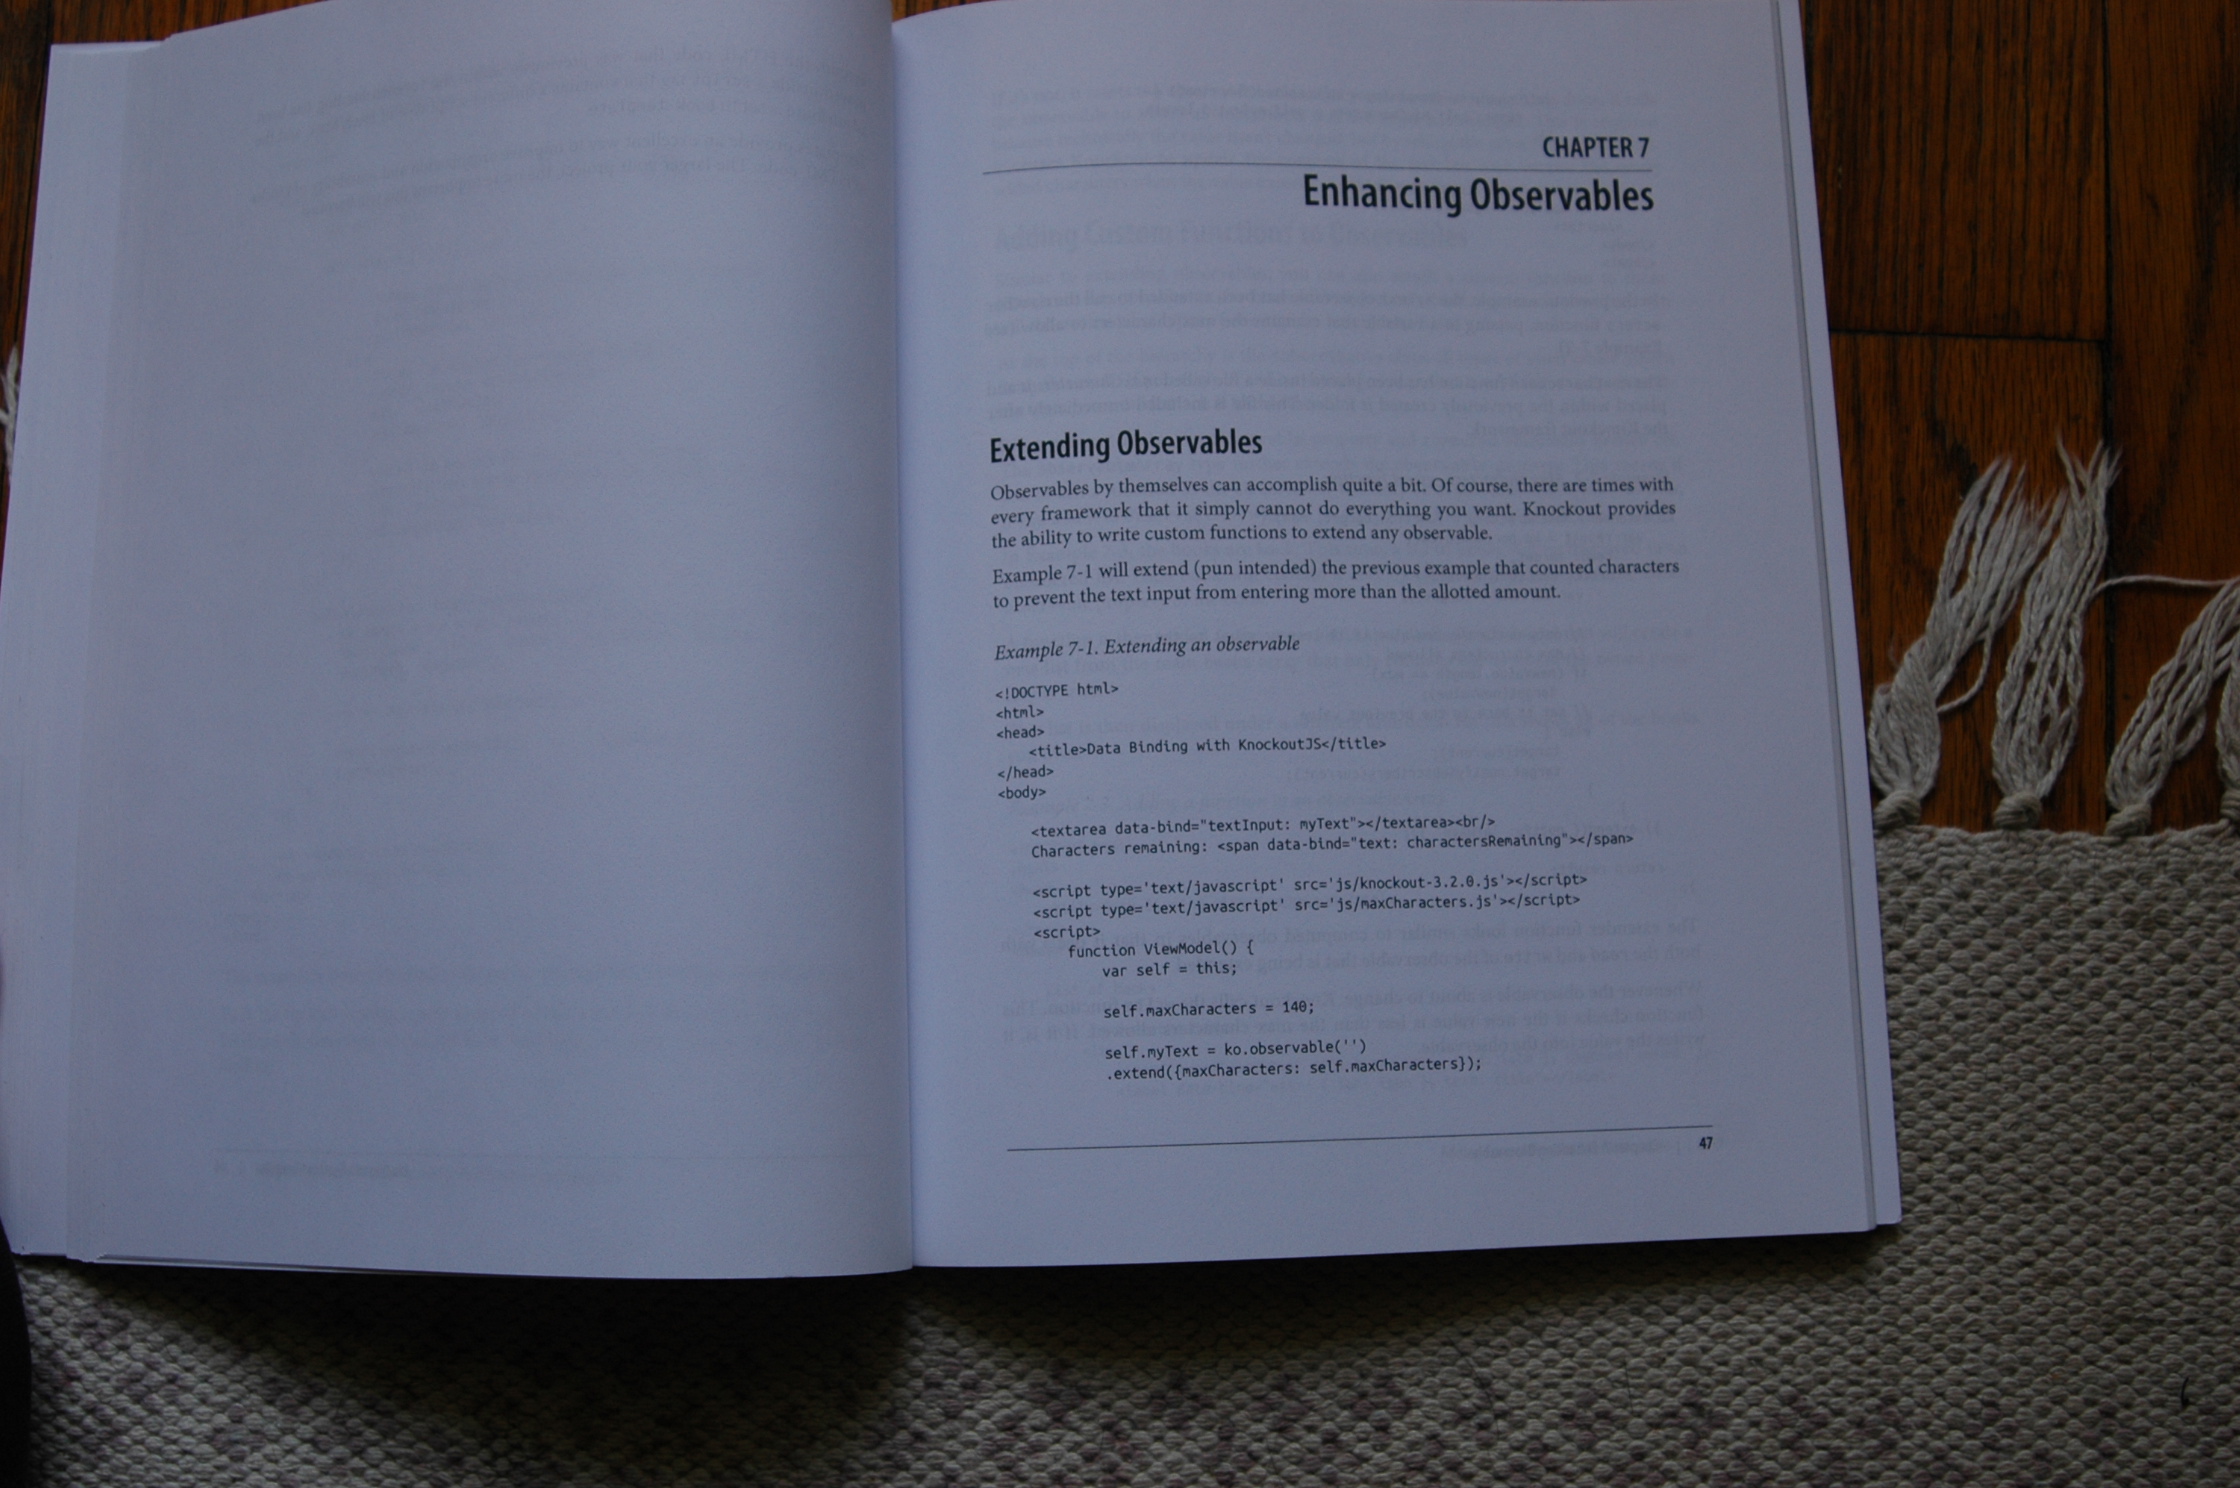 CHAPTER 7
Enhancing Observables
Extending Observables
Observables by themselves can accomplish quite a bit. Of course, there are times with
every framework that it simply cannot do everything you want. Knockout provides
the ability to write custom functions to extend any observable.
Example 7-1 will extend (pun intended) the previous example that counted characters
to prevent the text input from entering more than the allotted amount.
Example 7-1. Extending an observable
<!DOCTYPE html>
<html>
<head>
<title>Data Binding with KnockoutJS</title>
</head>
<body>
<textarea data-bind="textInput: myText"></textarea><br/>
Characters remaining: <span data-bind="text: charactersRemaining"></span>
<script type='text/javascript' src='js/knockout-3.2.0.js'></script>
<script type='text/javascript' src='js/maxCharacters.js'></script>
<script>
function ViewModel() {
var self = this;
self.maxCharacters = 140;
self.myText = ko.observable('')
.extend({maxCharacters: self.maxCharacters});
47